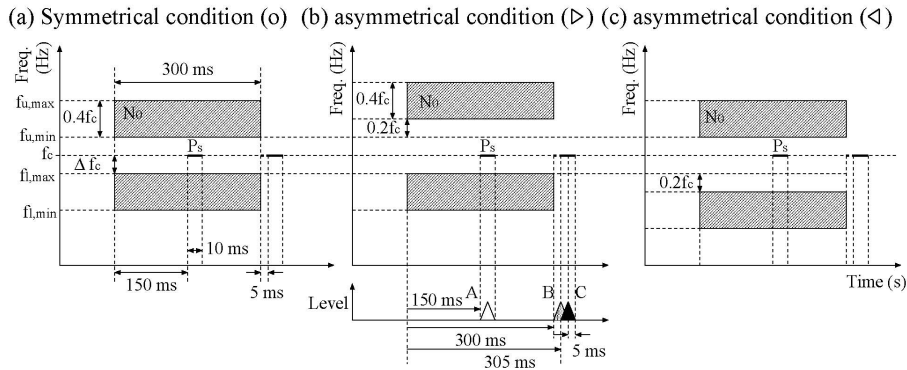 (a) Symmetrical condition (o)
(b) asymmetrical condition (▷)
(c) asymmetrical condition (◁)
Freq. (Hz)
300 ms
fu,max
0.4fc
N0
fu,min
Ps
fc
Δ fc
fl,max
fl,min
10 ms
150 ms
5 ms
Freq. (Hz)
0.4fc
N0
0.2fc
Ps
Level
A
B
C
150 ms
300 ms
5 ms
305 ms
Freq. (Hz)
N0
Ps
0.2fc
Time (s)